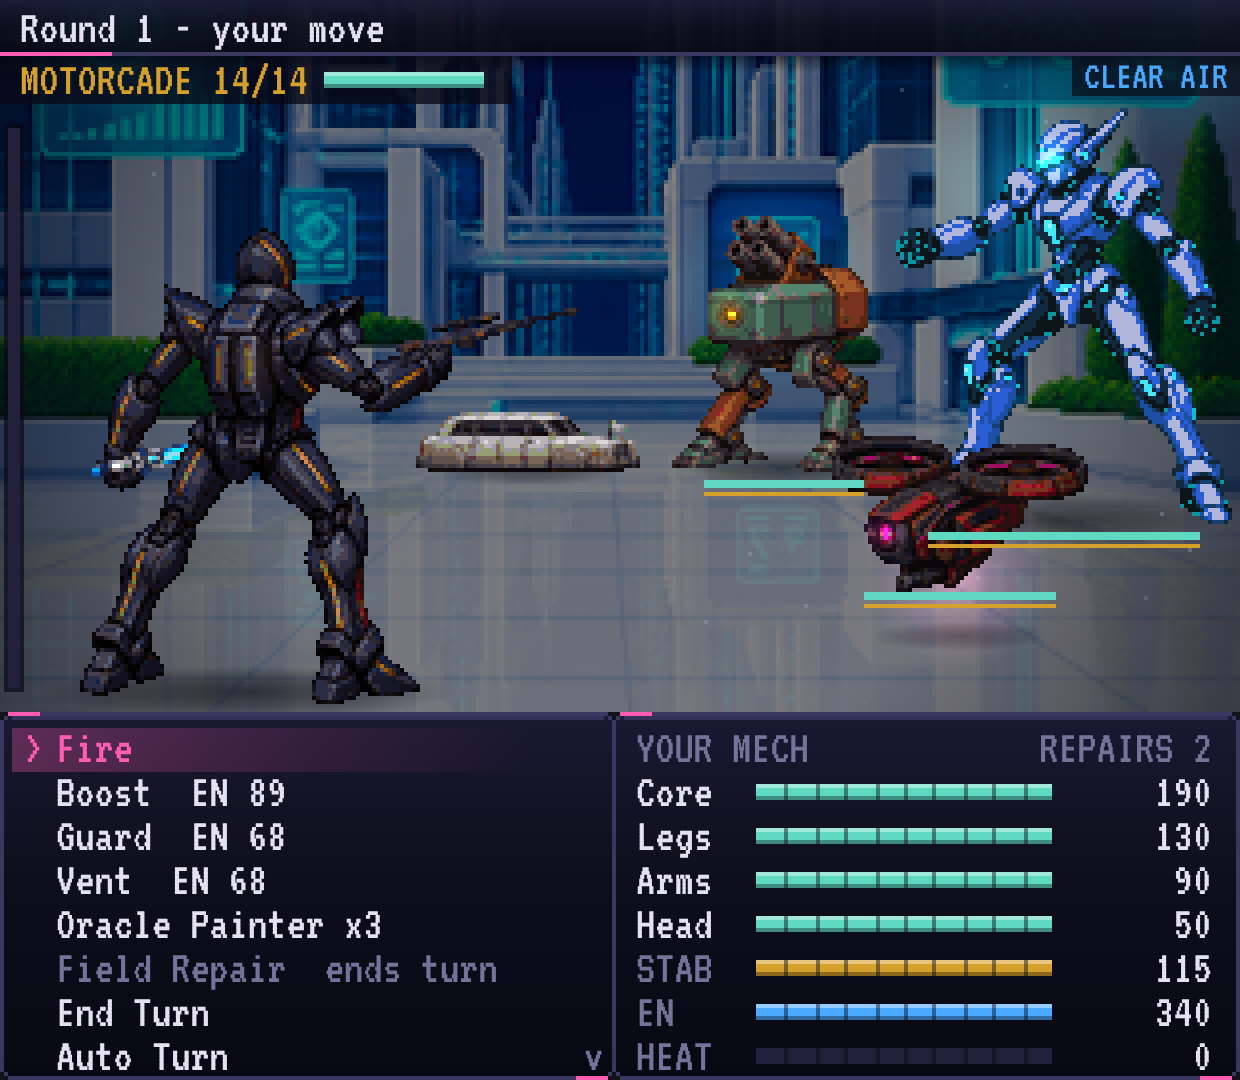 Round 1 - your move
MOTORCADE 14/14
CLEAR AIR
> Fire
Boost EN 89
Guard EN 68
Vent EN 68
Oracle Painter x3
Field Repair ends turn
End Turn
Auto Turn v
YOUR MECH REPAIRS 2
Core 190
Legs 130
Arms 90
Head 50
STAB 115
EN 340
HEAT 0